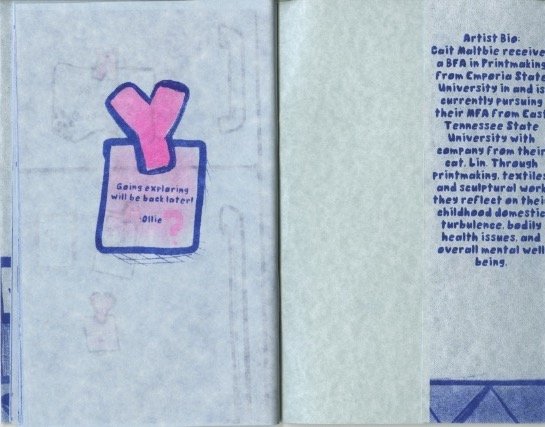 Y
Going exploring
will be back later!
-Ollie
Artist Bio:
Cait Maltbie receive
a BFA in Printmaking
from Emporia State
University in and is
currently pursuing
their MFA from East
Tennessee State
University with
company from their
cat, Lin. Through
printmaking, textiles
and sculptural work
they reflect on their
childhood domestic
turbulence, bodily
health issues, and
overall mental well
being.